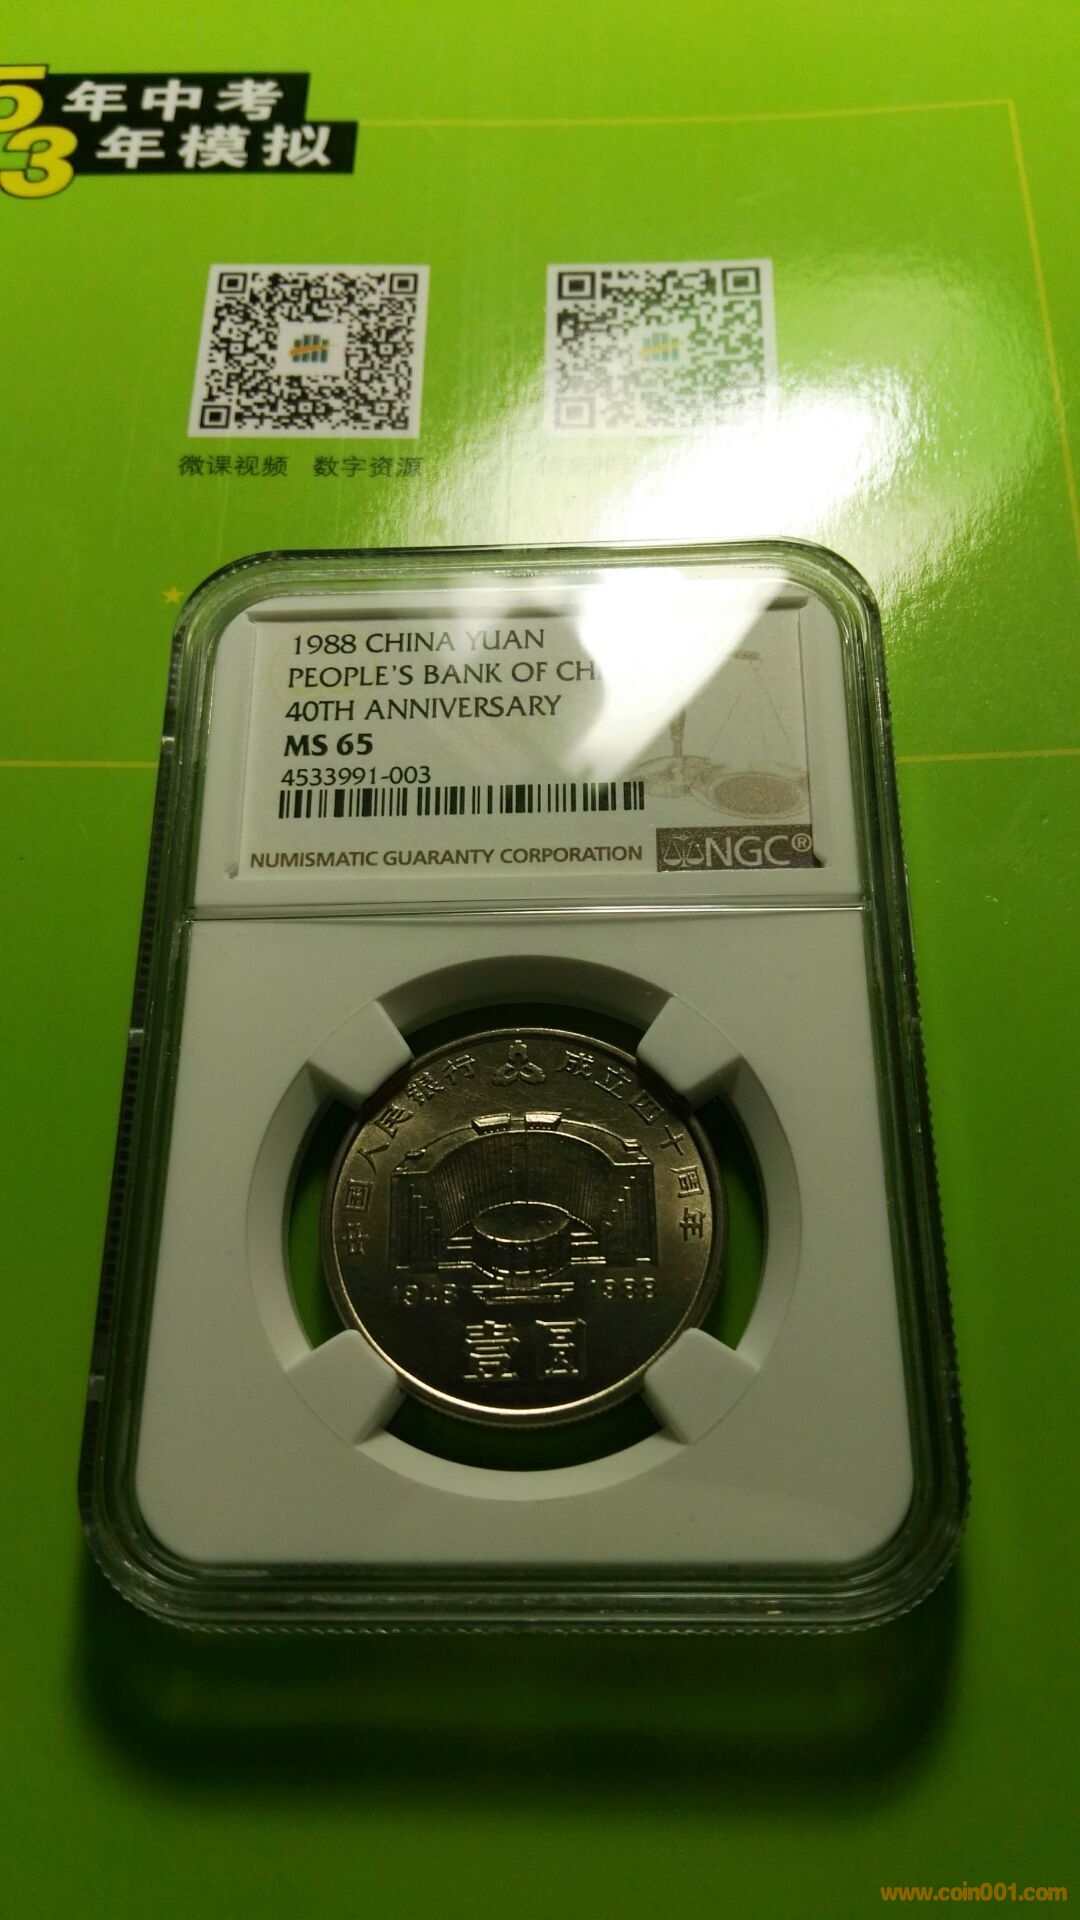 5年中考
3年模拟
微课视频 数字资源
1988 CHINA YUAN
PEOPLE'S BANK OF
40TH ANNIVERSARY
MS 65
4533991-003
NUMISMATIC GUARANTY CORPORATION NGC®
中国人民银行 成立四十周年
1948 1988
壹圆
www.coin001.com